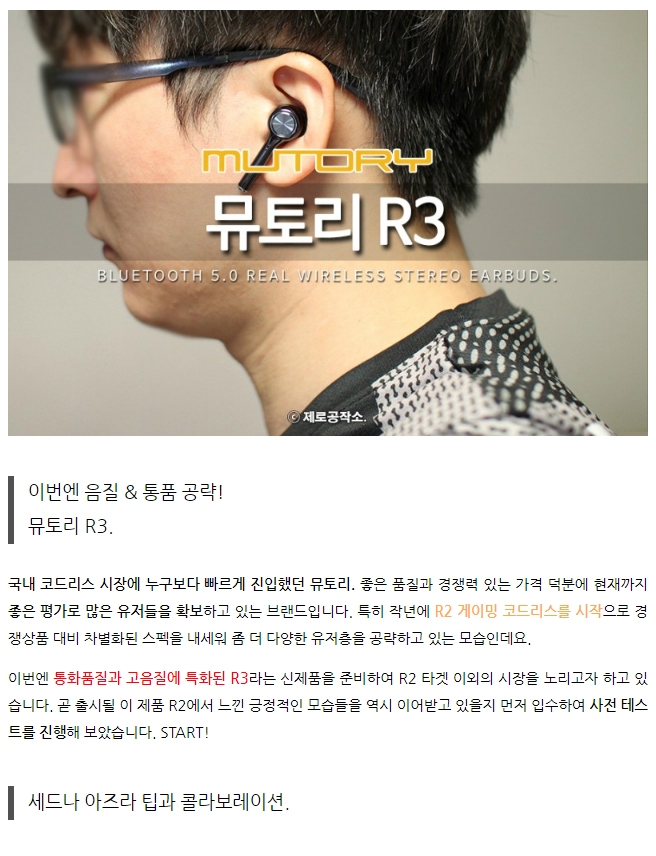 MUTORY
뮤토리 R3
BLUETOOTH 5.0 REAL WIRELESS STEREO EARBUDS.
ⓒ 제로공작소.
이번엔 음질 & 통품 공략!
뮤토리 R3.
국내 코드리스 시장에 누구보다 빠르게 진입했던 뮤토리. 좋은 품질과 경쟁력 있는 가격 덕분에 현재까지
좋은 평가로 많은 유저들을 확보하고 있는 브랜드입니다. 특히 작년에 R2 게이밍 코드리스를 시작으로 경
쟁상품 대비 차별화된 스펙을 내세워 좀 더 다양한 유저층을 공략하고 있는 모습인데요.
이번엔 통화품질과 고음질에 특화된 R3라는 신제품을 준비하여 R2 타겟 이외의 시장을 노리고자 하고 있
습니다. 곧 출시될 이 제품 R2에서 느낀 긍정적인 모습들을 역시 이어받고 있을지 먼저 입수하여 사전 테스
트를 진행해 보았습니다. START!
세드나 아즈라 팁과 콜라보레이션.